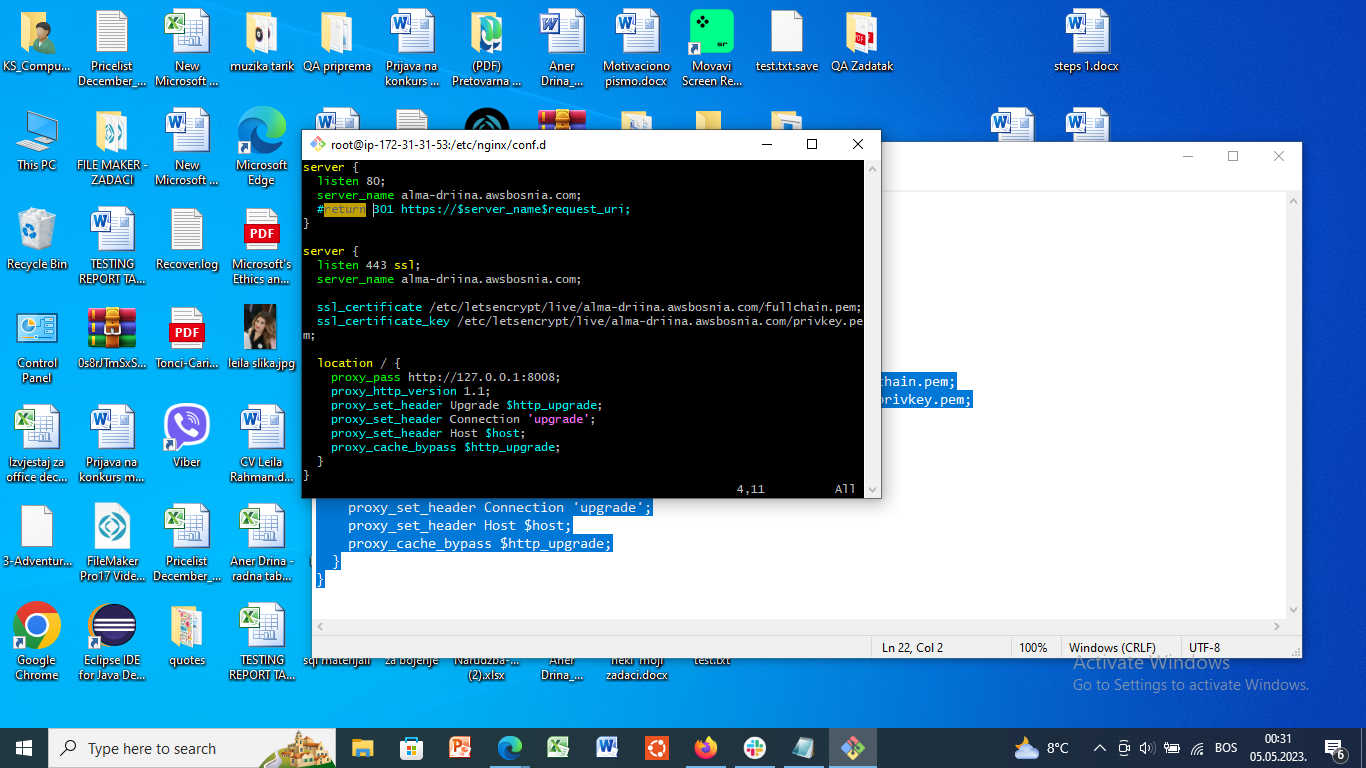 KS_Compu...
Pricelist
December_...
New
Microsoft ...
muzika tarik
QA priprema
Prijava na
konkurs ...
(PDF)
Pretovarna ...
Aner
Drina_...
Motivaciono
pismo.docx
Movavi
Screen Re...
test.txt.save
QA Zadatak
steps 1.docx
This PC
FILE MAKER -
ZADACI
New
Microsoft ...
Microsoft
Edge
Recycle Bin
TESTING
REPORT TA...
Recover.log
Microsoft's
Ethics an...
Control
Panel
0s8rJTmSxS...
Tonci-Cari...
leila slika.jpg
Izvjestaj za
office dec...
Prijava na
konkurs m...
Viber
CV Leila
Rahman.d...
3-Adventur...
FileMaker
Pro17 Vide...
Pricelist
December_...
Aner Drina -
radna tab...
Google
Chrome
Eclipse IDE
for Java De...
quotes
TESTING
REPORT TA...
sql materijali
za bojenje
Narudzba-...
(2).xlsx
Aner
Drina_...
neki moji
zadaci.docx
test.txt
root@ip-172-31-31-53:/etc/nginx/conf.d
server {
listen 80;
server_name alma-driina.awsbosnia.com;
#return 301 https://$server_name$request_uri;
}
server {
listen 443 ssl;
server_name alma-driina.awsbosnia.com;
ssl_certificate /etc/letsencrypt/live/alma-driina.awsbosnia.com/fullchain.pem;
ssl_certificate_key /etc/letsencrypt/live/alma-driina.awsbosnia.com/privkey.pe
m;
location / {
proxy_pass http://127.0.0.1:8008;
proxy_http_version 1.1;
proxy_set_header Upgrade $http_upgrade;
proxy_set_header Connection 'upgrade';
proxy_set_header Host $host;
proxy_cache_bypass $http_upgrade;
}
}
4,11 All
chain.pem;
privkey.pem;
proxy_set_header Connection 'upgrade';
proxy_set_header Host $host;
proxy_cache_bypass $http_upgrade;
}
}
Ln 22, Col 2 100% Windows (CRLF) UTF-8
Activate Windows
Go to Settings to activate Windows.
Type here to search
8°C
BOS
00:31
05.05.2023.
6